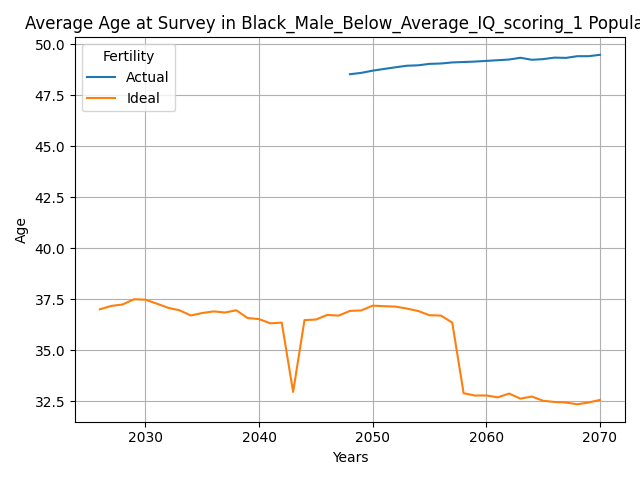 Average Age at Survey in Black_Male_Below_Average_IQ_scoring_1 Popula
50.0
47.5
45.0
42.5
40.0
37.5
35.0
32.5
Age
Fertility
Actual
Ideal
2030 2040 2050 2060 2070
Years